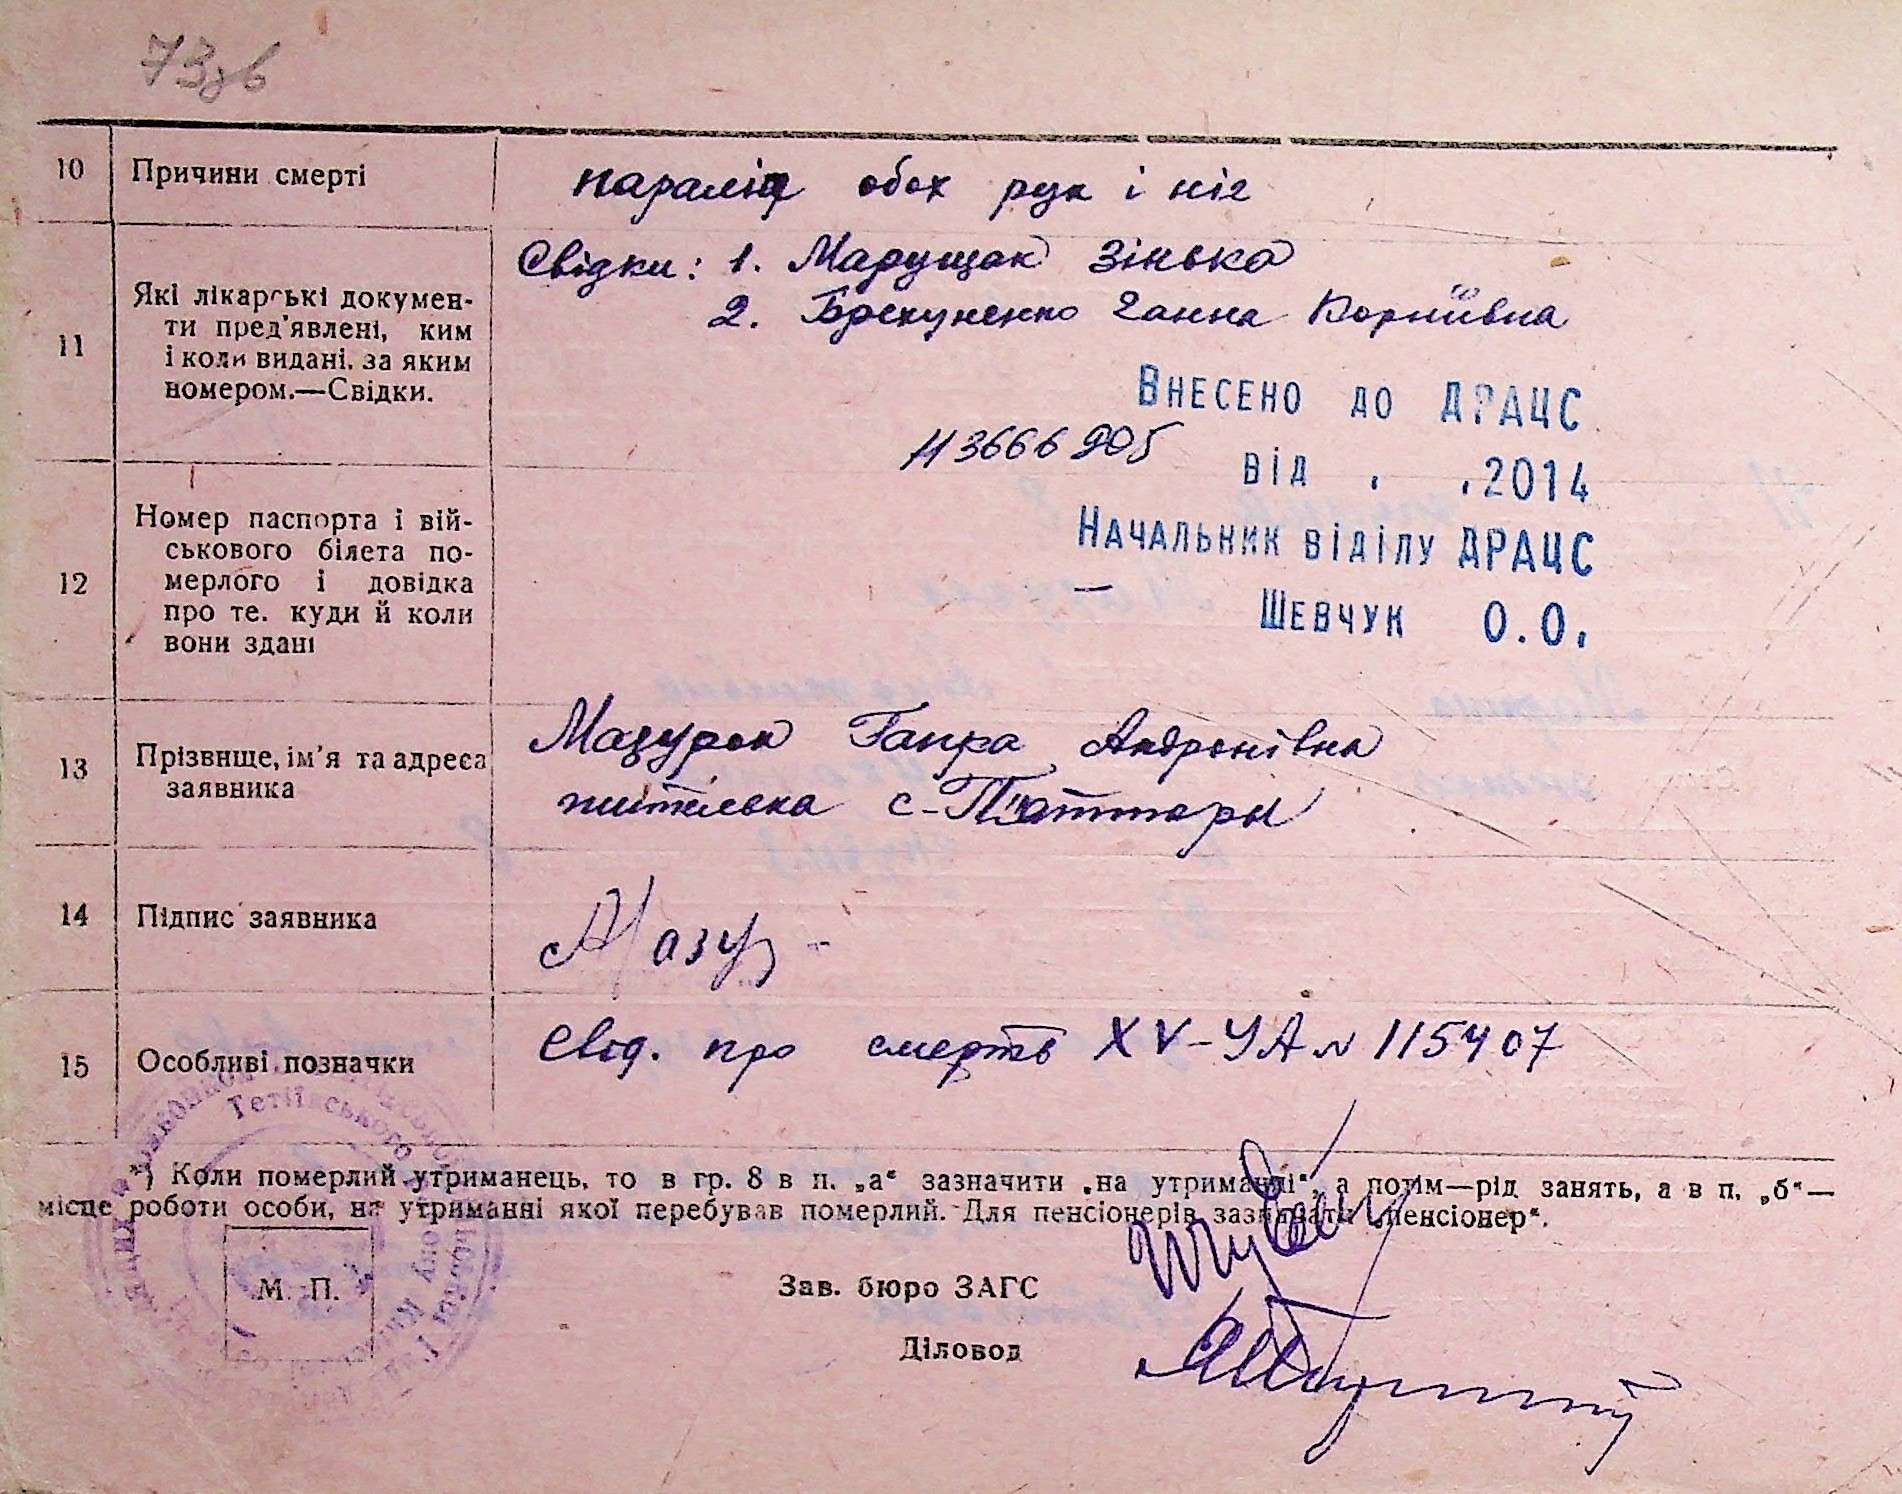 73зв
10 Причини смерті параліч обох рук і ніг
11 Які лікарські докумен-
ти пред'явлені, ким
і коли видані, за яким
номером.—Свідки.
Свідки: 1. Марущак Зінька
2. Брекуненко Ганна Корніївна
ВНЕСЕНО ДО ДРАЦС
Н3666905
ВІД . .2014
НАЧАЛЬНИК ВІДІЛУ ДРАЦС
ШЕВЧУК О.О.
12 Номер паспорта і вій-
ськового білета по-
мерлого і довідка
про те, куди й коли
вони здані
—
13 Прізвище, ім'я та адреса
заявника
Мазурок Гапка Андронівна
жителька с-П'ятигори
14 Підпис заявника Мазур
15 Особливі позначки Свід. про смерть XV-УА № 115407
Тетіївського
*) Коли померлий утриманець, то в гр. 8 в п. „а“ зазначити „на утриманні“, а потім—рід занять, а в п. „б“—
місце роботи особи, на утриманні якої перебував померлий. Для пенсіонерів зазначати „пенсіонер“.
М. П.
Зав. бюро ЗАГС
Діловод